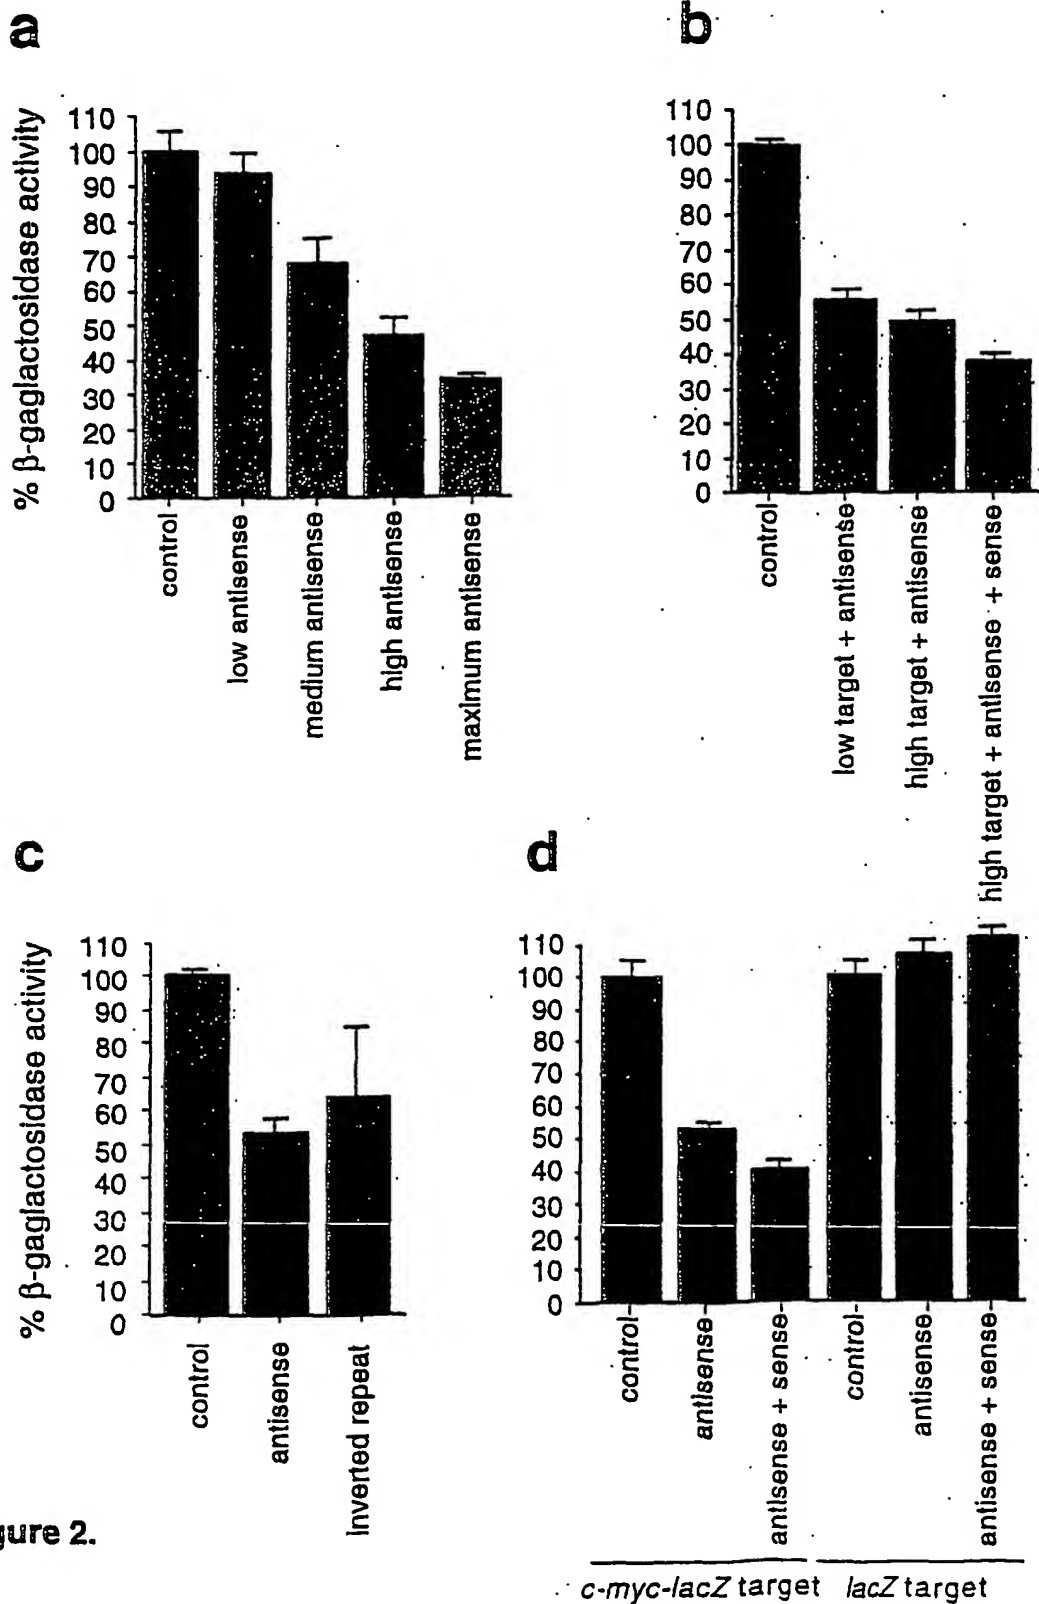 a
% β-gaglactosidase activity
110
100
90
80
70
60
50
40
30
20
10
0
control
low antisense
medium antisense
high antisense
maximum antisense
b
110
100
90
80
70
60
50
40
30
20
10
0
control
low target + antisense
high target + antisense
high target + antisense + sense
c
% β-gaglactosidase activity
110
100
90
80
70
60
50
40
30
20
10
0
control
antisense
inverted repeat
d
110
100
90
80
70
60
50
40
30
20
10
0
control
antisense
antisense + sense
control
antisense
antisense + sense
c-myc-lacZ target
lacZ target
gure 2.